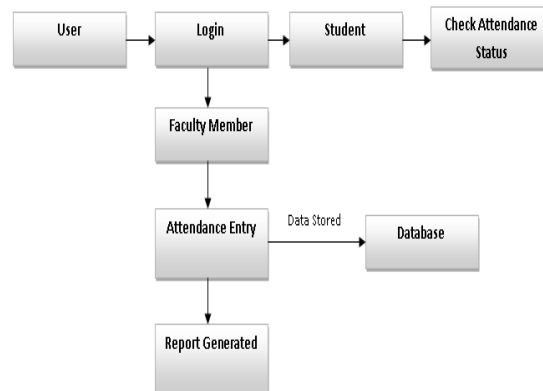 User
Login
Student
Check Attendance
Status
Faculty Member
Attendance Entry
Data Stored
Database
Report Generated